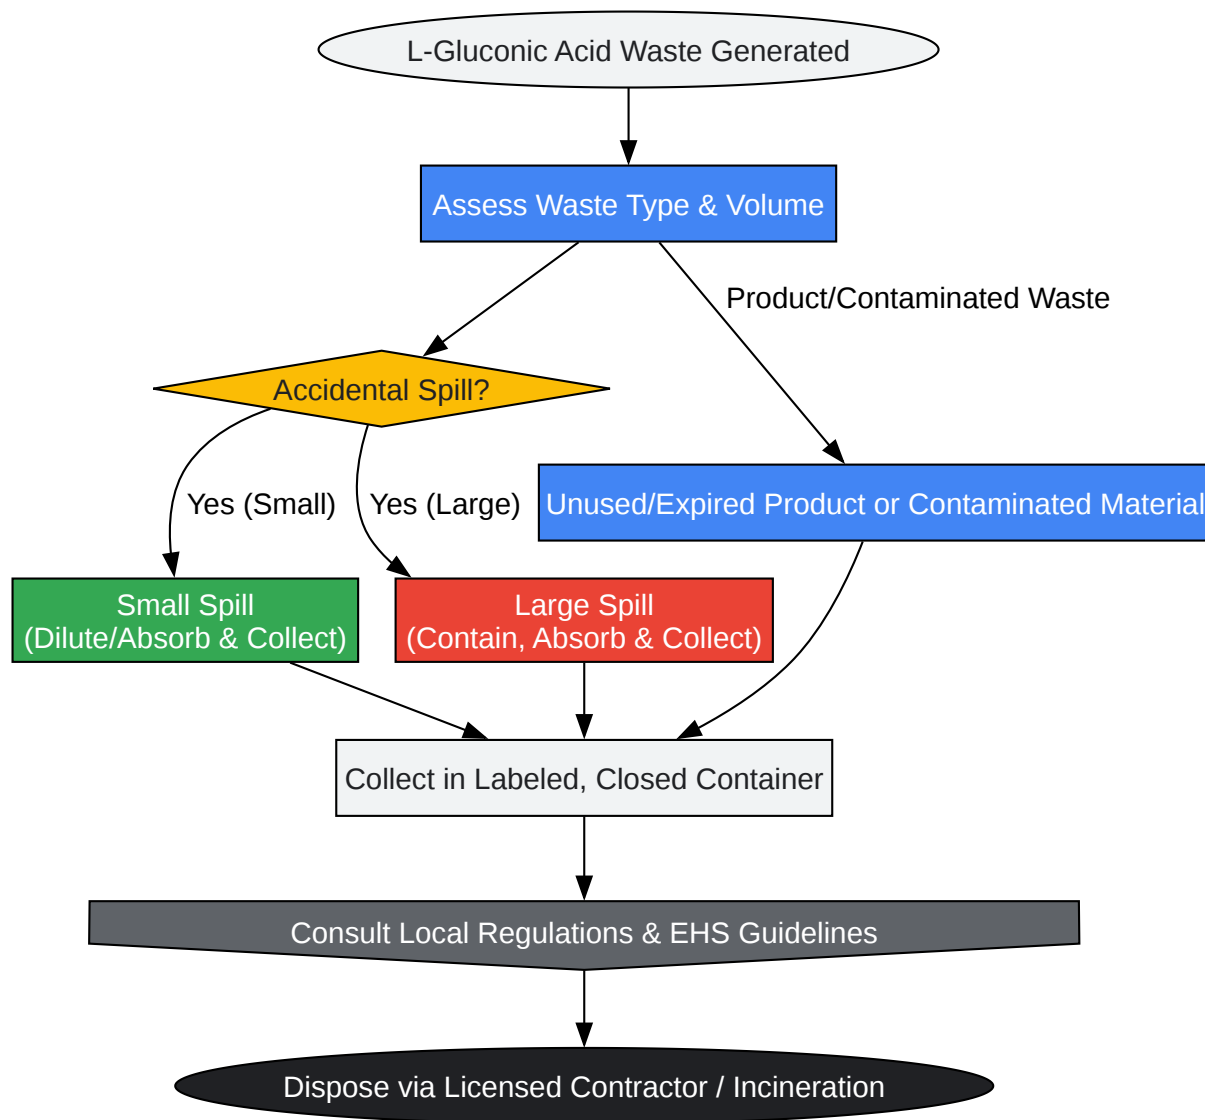 L-Gluconic Acid Waste Generated
Assess Waste Type & Volume
Product/Contaminated Waste
Accidental Spill?
Yes (Small)
Yes (Large)
Unused/Expired Product or Contaminated Material
Small Spill
(Dilute/Absorb & Collect)
Large Spill
(Contain, Absorb & Collect)
Collect in Labeled, Closed Container
Consult Local Regulations & EHS Guidelines
Dispose via Licensed Contractor / Incineration